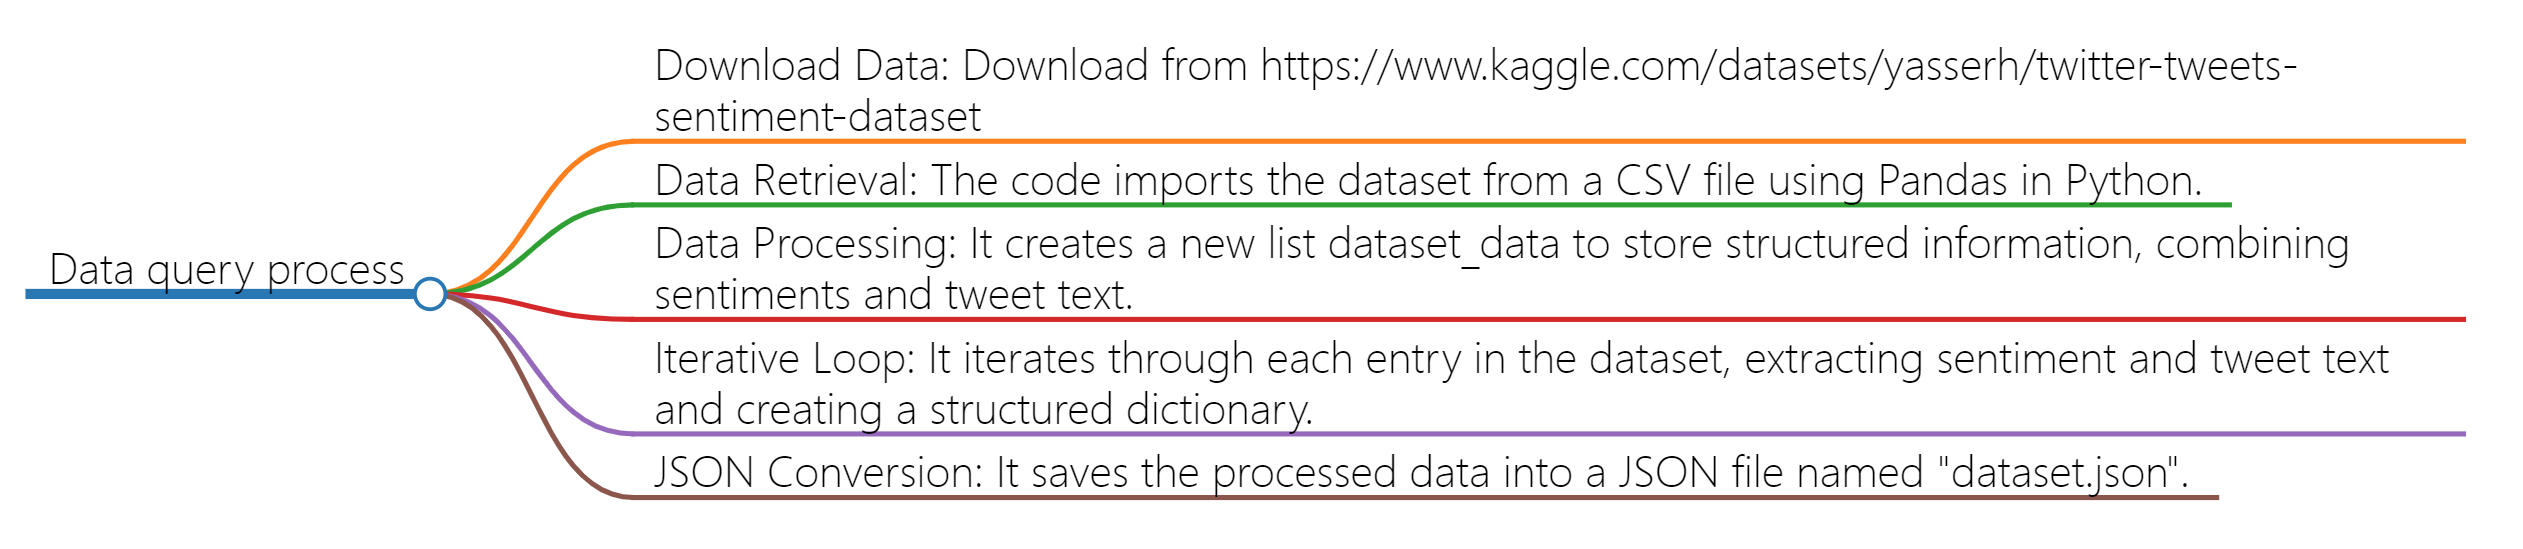 Download Data: Download from https://www.kaggle.com/datasets/yasserh/twitter-tweets-
sentiment-dataset
Data Retrieval: The code imports the dataset from a CSV file using Pandas in Python.
Data query process
Data Processing: It creates a new list dataset_data to store structured information, combining
sentiments and tweet text.
Iterative Loop: It iterates through each entry in the dataset, extracting sentiment and tweet text
and creating a structured dictionary.
JSON Conversion: It saves the processed data into a JSON file named "dataset.json".